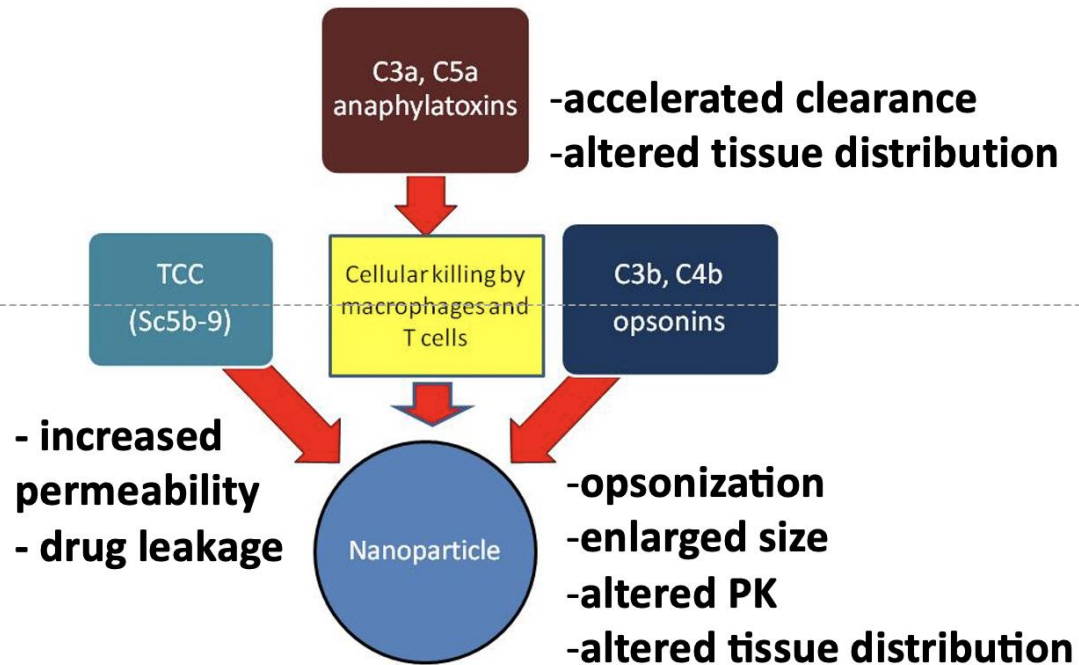 C3a, C5a
anaphylatoxins
-accelerated clearance
-altered tissue distribution
TCC
(Sc5b-9)
Cellular killing by
macrophages and
T cells
C3b, C4b
opsonins
- increased
permeability
- drug leakage
Nanoparticle
-opsonization
-enlarged size
-altered PK
-altered tissue distribution